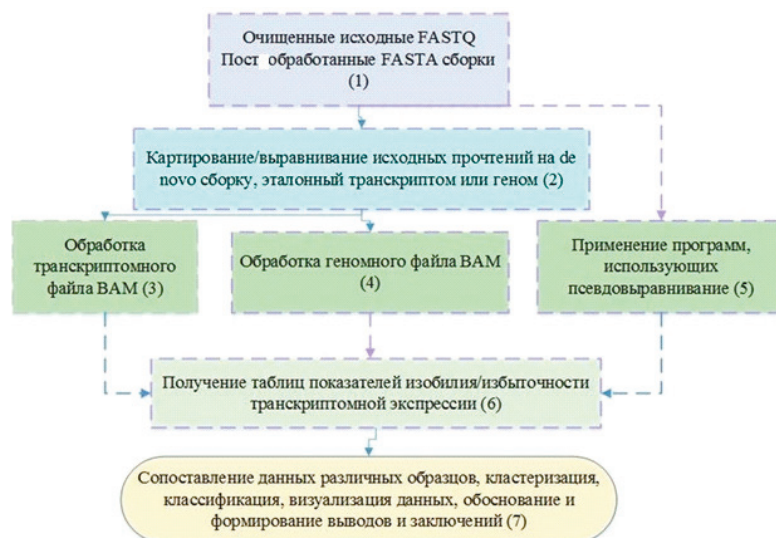 Очищенные исходные FASTQ
Пост обработанные FASTA сборки
(1)
Картирование/выравнивание исходных прочтений на de
novo сборку, эталонный транскриптом или геном (2)
Обработка
транскриптомного
файла BAM (3)
Обработка геномного файла BAM
(4)
Применение программ,
использующих
псевдовыравнивание (5)
Получение таблиц показателей изобилия/избыточности
транскриптомной экспрессии (6)
Сопоставление данных различных образцов, кластеризация,
классификация, визуализация данных, обоснование и
формирование выводов и заключений (7)